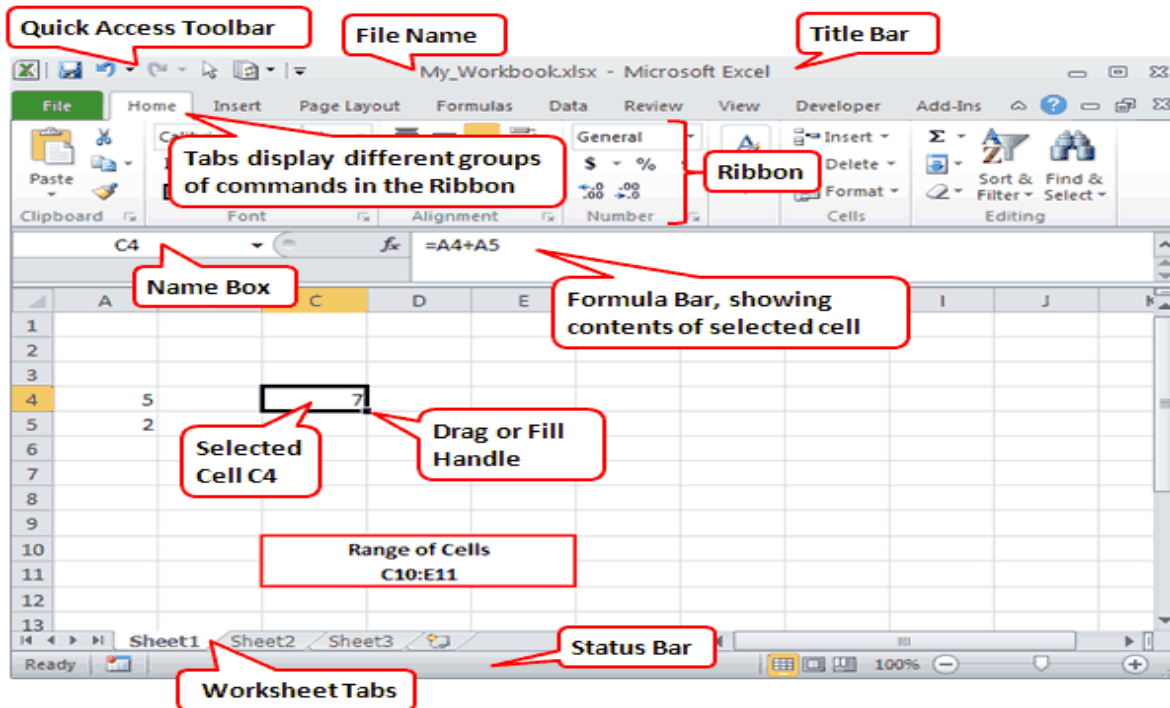 Quick Access Toolbar
File Name
Title Bar
My_Workbook.xlsx - Microsoft Excel
File Home Insert Page Layout Formulas Data Review View Developer Add-Ins
Tabs display different groups
of commands in the Ribbon
General
$ %
Ribbon
Insert
Delete
Format
Σ
Paste
Sort & Find &
Filter Select
Clipboard Font Alignment Number Cells Editing
C4 fx =A4+A5
Name Box
Formula Bar, showing
contents of selected cell
A C D E I J K
1
2
3
4 5 7
5 2
Selected
Cell C4
Drag or Fill
Handle
6
7
8
9
10 Range of Cells
11 C10:E11
12
13
Sheet1 Sheet2 Sheet3
Status Bar
Ready 100%
Worksheet Tabs